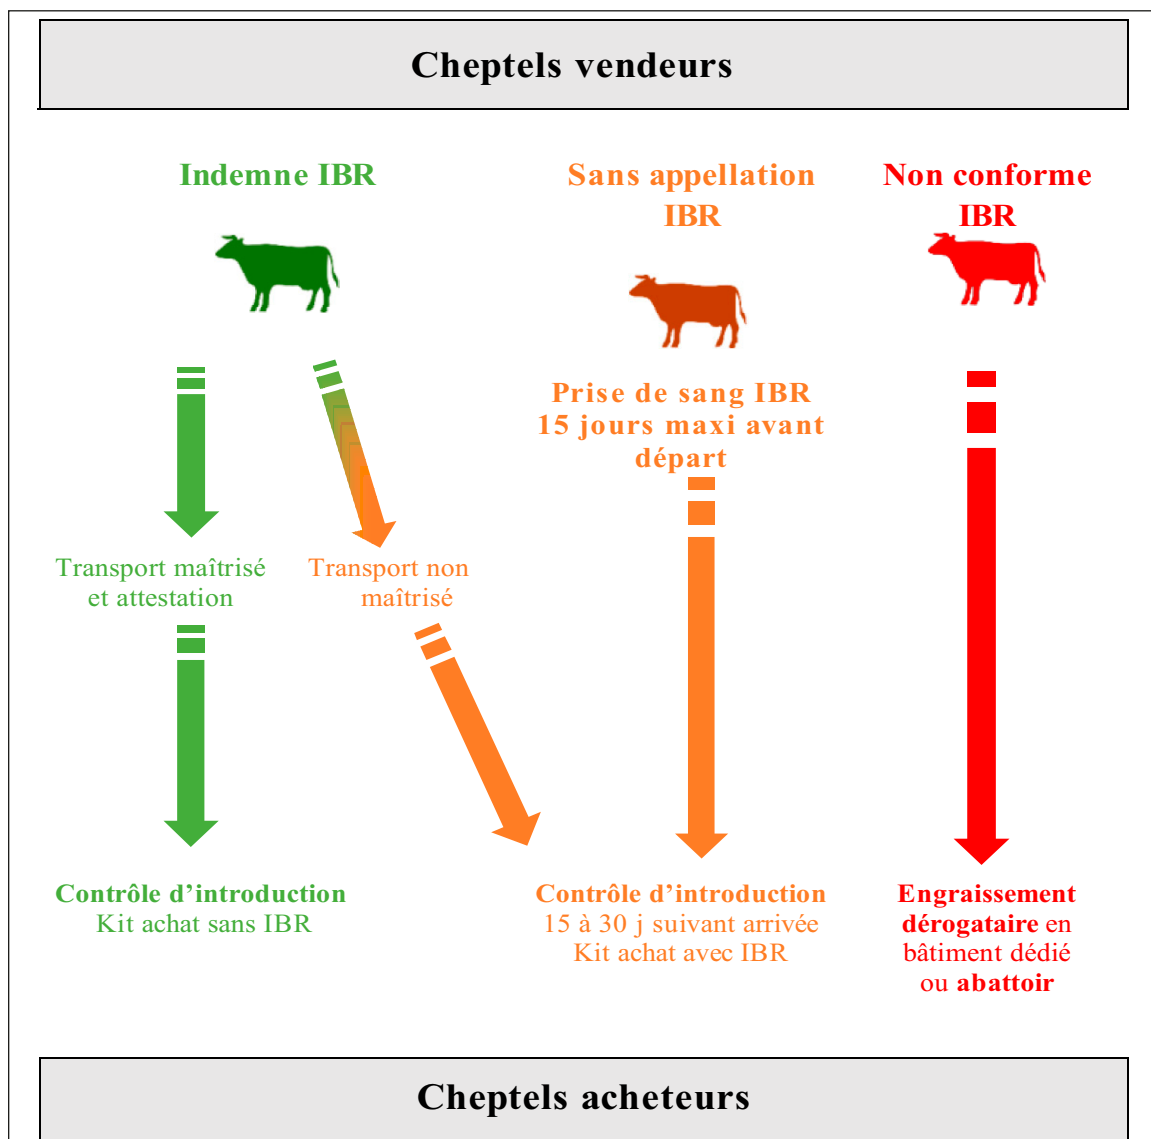 Cheptels vendeurs
Indemne IBR
Sans appellation
IBR
Non conforme
IBR
Prise de sang IBR
15 jours maxi avant
départ
Transport maîtrisé
et attestation
Transport non
maîtrisé
Contrôle d’introduction
Kit achat sans IBR
Contrôle d’introduction
15 à 30 j suivant arrivée
Kit achat avec IBR
Engraissement
dérogataire en
bâtiment dédié
ou abattoir
Cheptels acheteurs